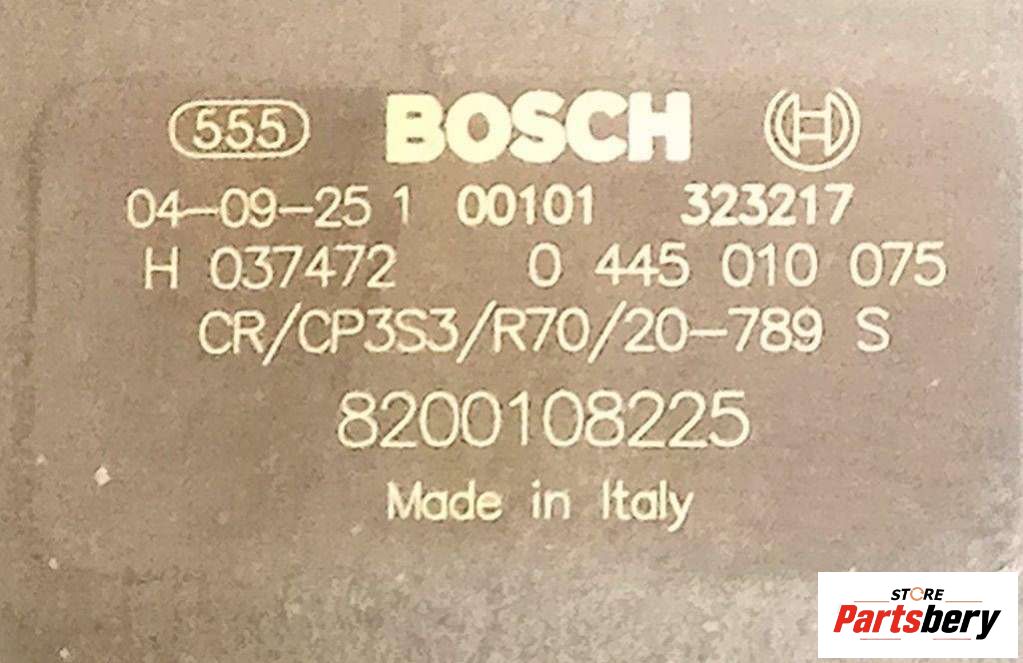 555 BOSCH
04-09-25 1 00101 323217
H 037472 0 445 010 075
CR/CP3S3/R70/20-789 S
8200108225
Made in Italy
STORE
Partsbery